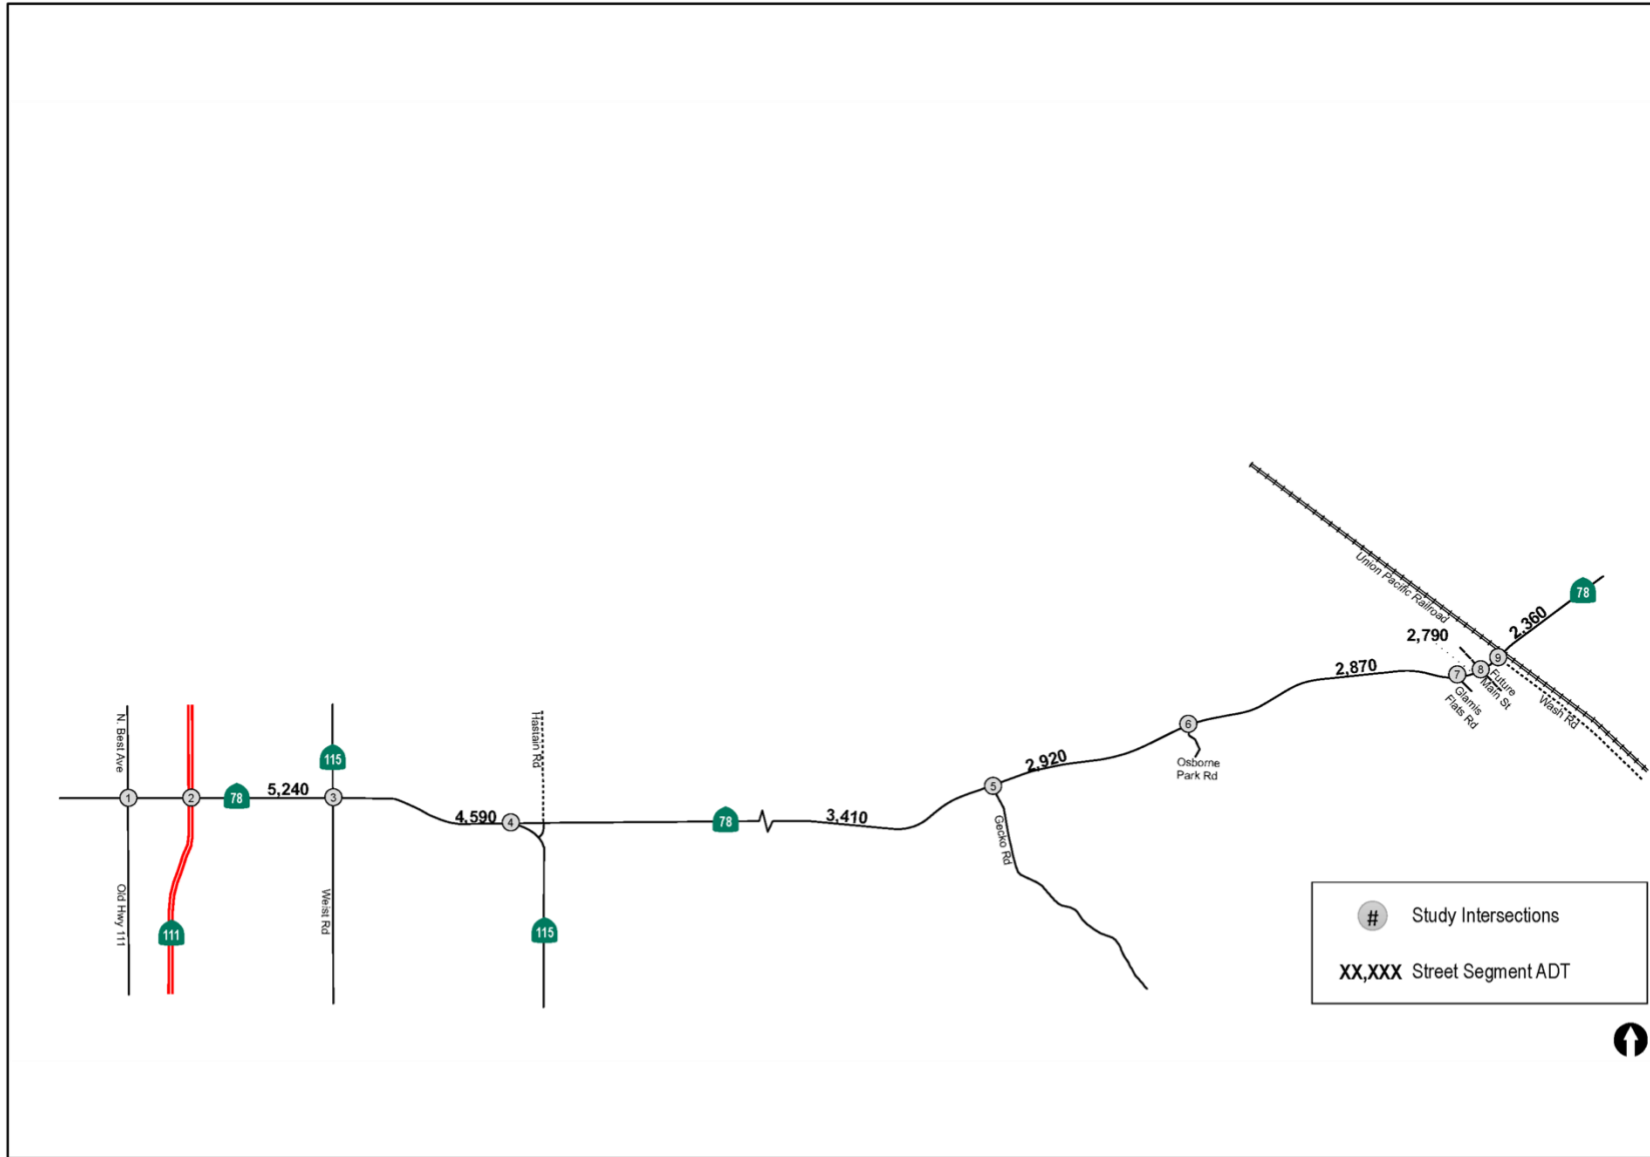 Union Pacific Railroad
78
2,360
2,790
9
8
7
2,870
Future
Main St
Glamis
Flats Rd
Wash Rd
6
Osborne
Park Rd
2,920
5
Gecko Rd
N. Best Ave
115
Hastain Rd
1
2
78
5,240
3
4,590
4
78
3,410
Old Hwy 111
111
Weist Rd
115
# Study Intersections
XX,XXX Street Segment ADT